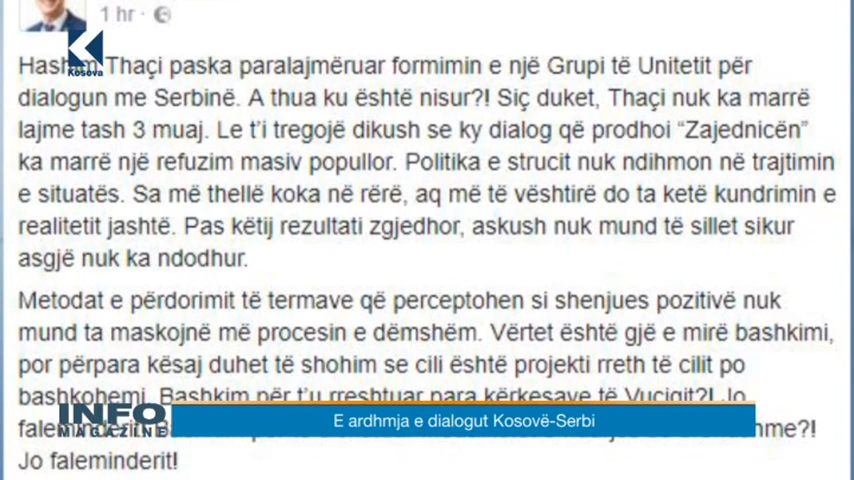 1 hr ·
K
Kosova
Hashim Thaçi paska paralajmëruar formimin e një Grupi të Unitetit për
dialogun me Serbinë. A thua ku është nisur?! Siç duket, Thaçi nuk ka marrë
lajme tash 3 muaj. Le t'i tregojë dikush se ky dialog që prodhoi “Zajednicën”
ka marrë një refuzim masiv popullor. Politika e strucit nuk ndihmon në trajtimin
e situatës. Sa më thellë koka në rërë, aq më të vështirë do ta ketë kundrimin e
realitetit jashtë. Pas këtij rezultati zgjedhor, askush nuk mund të sillet sikur
asgjë nuk ka ndodhur.
Metodat e përdorimit të termave që perceptohen si shenjues pozitivë nuk
mund ta maskojnë më procesin e dëmshëm. Vërtet është gjë e mirë bashkimi,
por përpara kësaj duhet të shohim se cili është projekti rreth të cilit po
bashkohemi. Bashkim për t'u rreshtuar para kërkesave të Vuçiqit?! Jo
faleminderit!
Jo faleminderit!
INFO
MAGAZINE
E ardhmja e dialogut Kosovë-Serbi